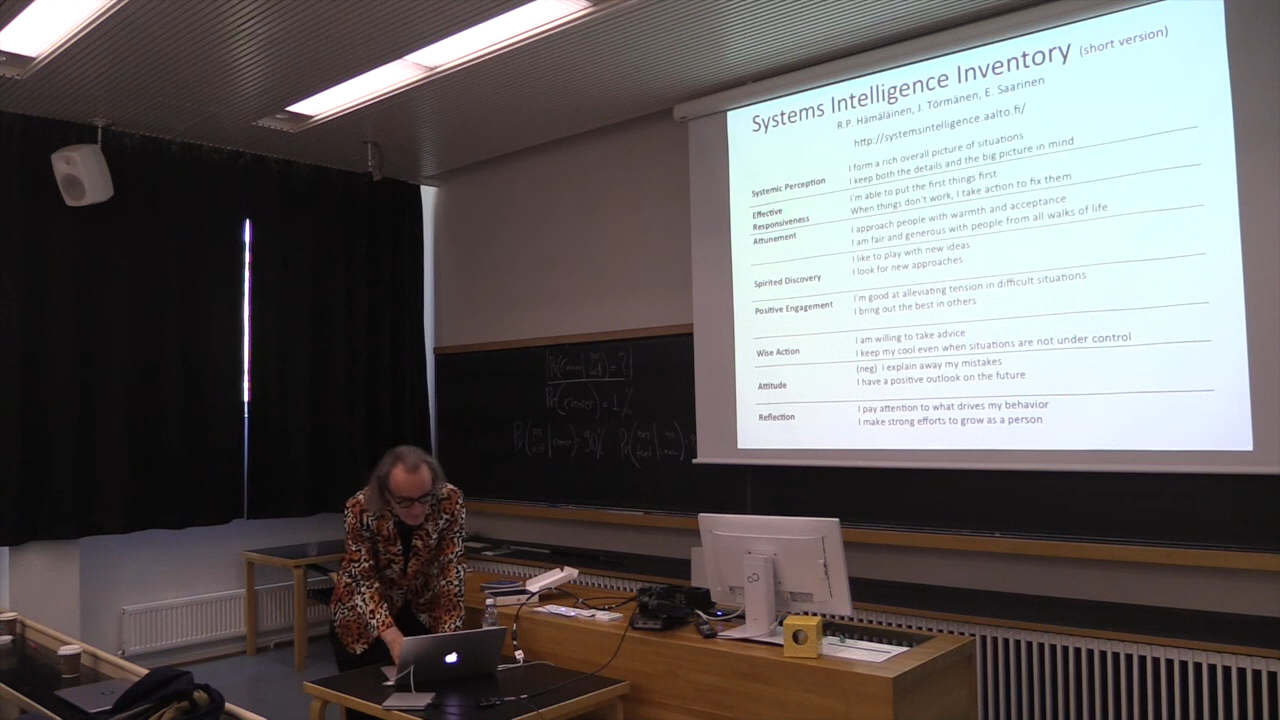 Systems Intelligence Inventory (short version)
R.P. Hämäläinen, J. Törmänen, E. Saarinen
http://systemsintelligence.aalto.fi/
Systemic Perception
I form a rich overall picture of situations
I keep both the details and the big picture in mind
Effective
Responsiveness
I'm able to put the first things first
When things don't work, I take action to fix them
Attunement
I approach people with warmth and acceptance
I am fair and generous with people from all walks of life
Spirited Discovery
I like to play with new ideas
I look for new approaches
Positive Engagement
I'm good at alleviating tension in difficult situations
I bring out the best in others
Wise Action
I am willing to take advice
I keep my cool even when situations are not under control
Attitude
(neg) I explain away my mistakes
I have a positive outlook on the future
Reflection
I pay attention to what drives my behavior
I make strong efforts to grow as a person
Pr(cancer) = 1 %